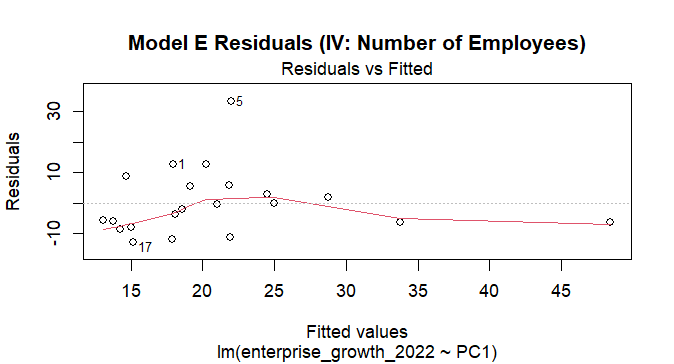 Model E Residuals (IV: Number of Employees)
Residuals vs Fitted
Residuals
30
10
-10
5
1
17
15 20 25 30 35 40 45
Fitted values
lm(enterprise_growth_2022 ~ PC1)